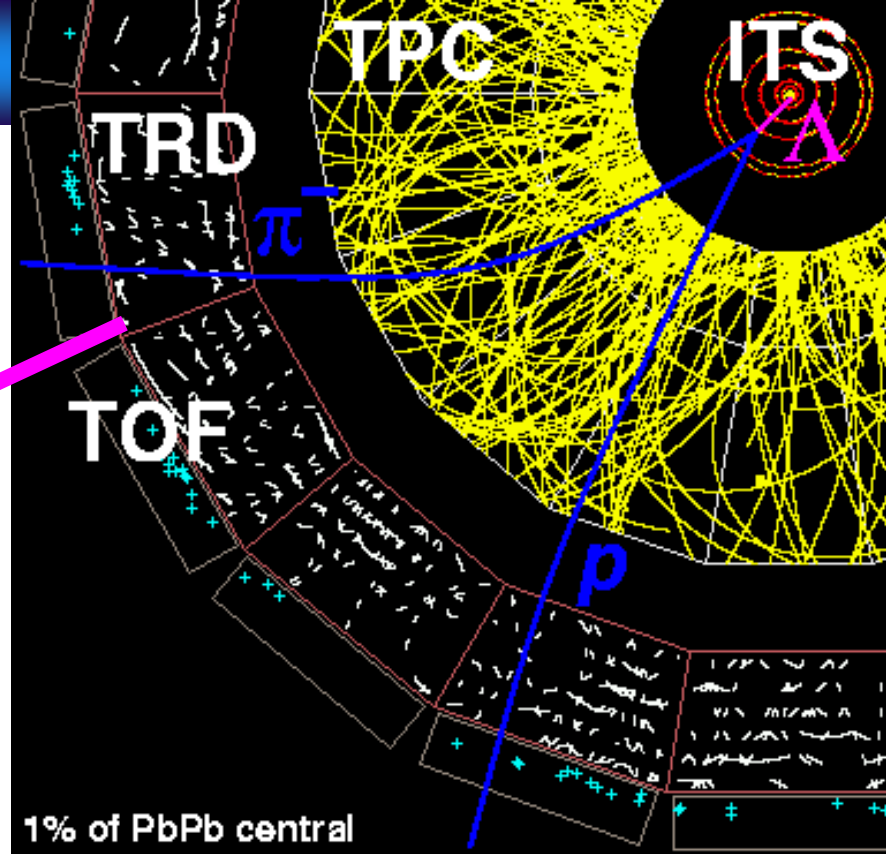 TPC
ITS
TRD
Λ
π⁻
TOF
p
1% of PbPb central